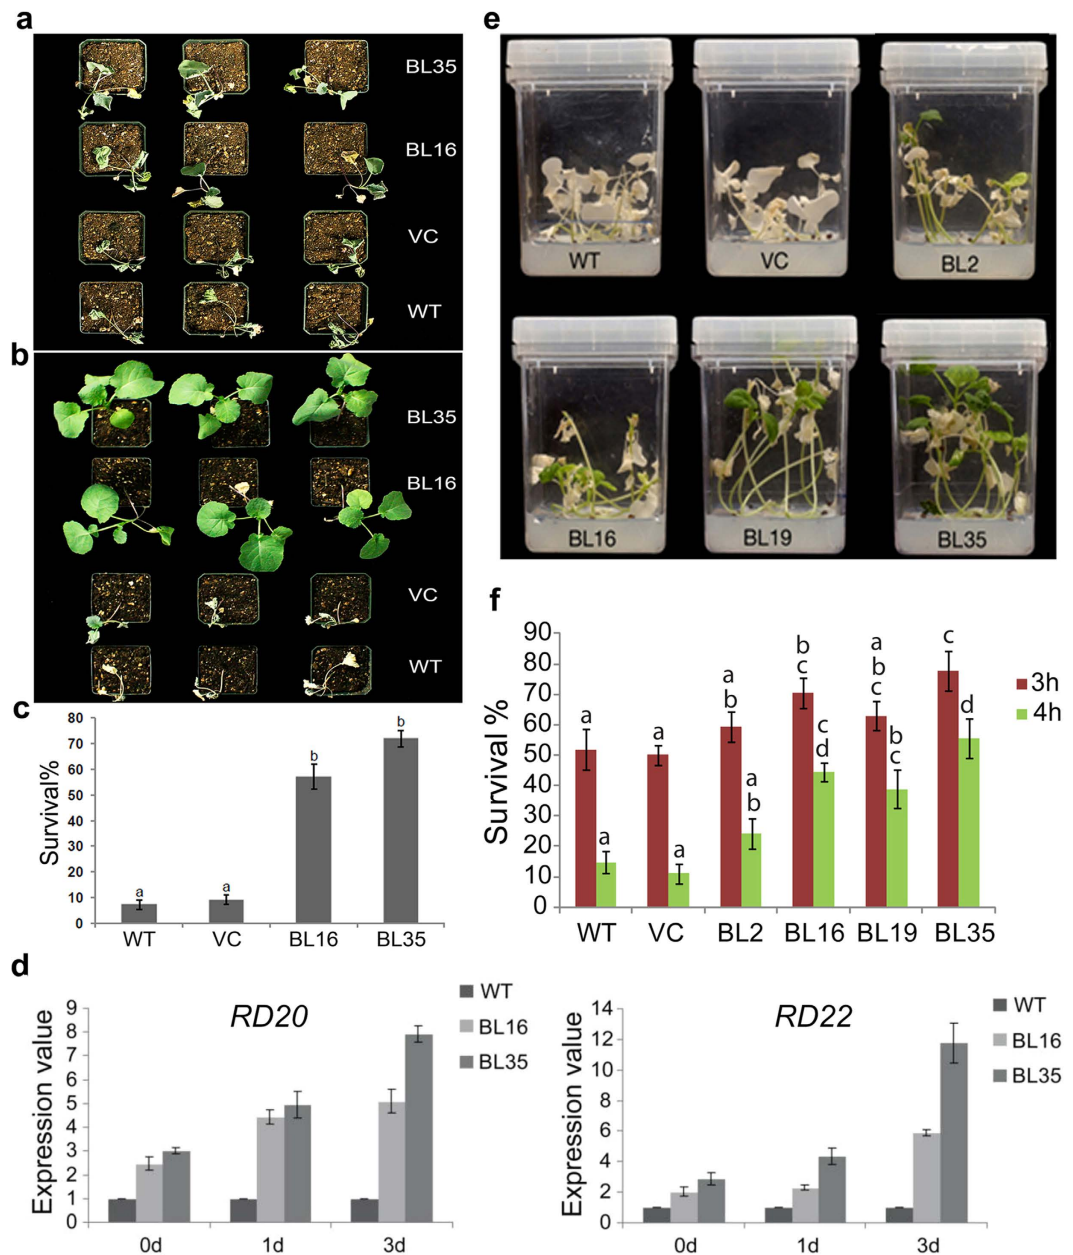 a
BL35
BL16
VC
WT
b
BL35
BL16
VC
WT
c
Survival%
80
70
60
50
40
30
20
10
0
a
a
b
b
WT
VC
BL16
BL35
d
Expression value
9
8
7
6
5
4
3
2
1
0
RD20
WT
BL16
BL35
0d
1d
3d
Expression value
14
12
10
8
6
4
2
0
RD22
WT
BL16
BL35
0d
1d
3d
e
WT
VC
BL2
BL16
BL19
BL35
f
Survival %
90
80
70
60
50
40
30
20
10
0
a
a
a
a
a
b
a
b
b
c
c
d
a
b
c
b
c
c
d
3h
4h
WT
VC
BL2
BL16
BL19
BL35